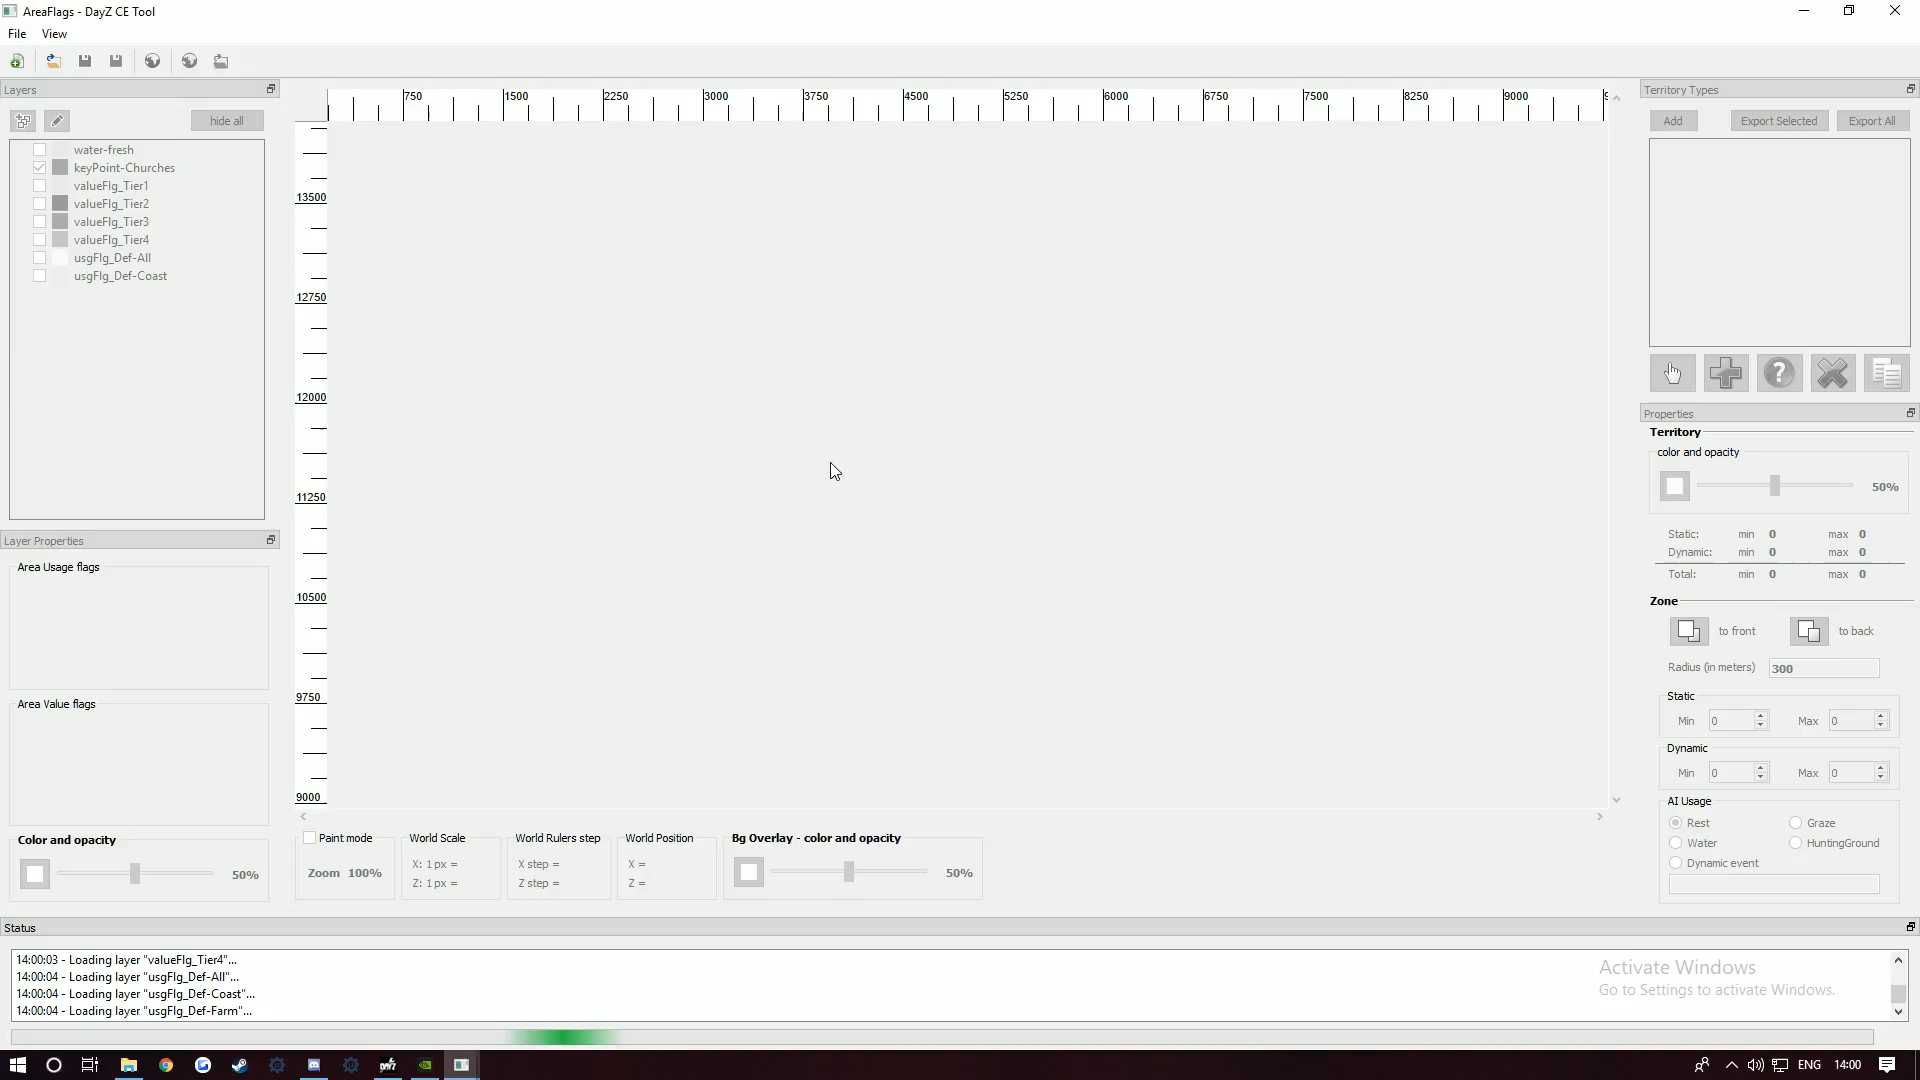 AreaFlags - DayZ CE Tool
File View
Layers
hide all
water-fresh
keyPoint-Churches
valueFlg_Tier1
valueFlg_Tier2
valueFlg_Tier3
valueFlg_Tier4
usgFlg_Def-All
usgFlg_Def-Coast
Layer Properties
Area Usage flags
Area Value flags
Color and opacity
50%
750 1500 2250 3000 3750 4500 5250 6000 6750 7500 8250 9000
13500
12750
12000
11250
10500
9750
9000
Paint mode
Zoom 100%
World Scale
X: 1 px =
Z: 1 px =
World Rulers step
X step =
Z step =
World Position
X =
Z =
Bg Overlay - color and opacity
50%
Territory Types
Add Export Selected Export All
Properties
Territory
color and opacity
50%
Static: min 0 max 0
Dynamic: min 0 max 0
Total: min 0 max 0
Zone
to front to back
Radius (in meters) 300
Static
Min 0 Max 0
Dynamic
Min 0 Max 0
AI Usage
Rest Graze
Water HuntingGround
Dynamic event
Status
14:00:03 - Loading layer "valueFlg_Tier4"...
14:00:04 - Loading layer "usgFlg_Def-All"...
14:00:04 - Loading layer "usgFlg_Def-Coast"...
14:00:04 - Loading layer "usgFlg_Def-Farm"...
Activate Windows
Go to Settings to activate Windows.
ENG 14:00